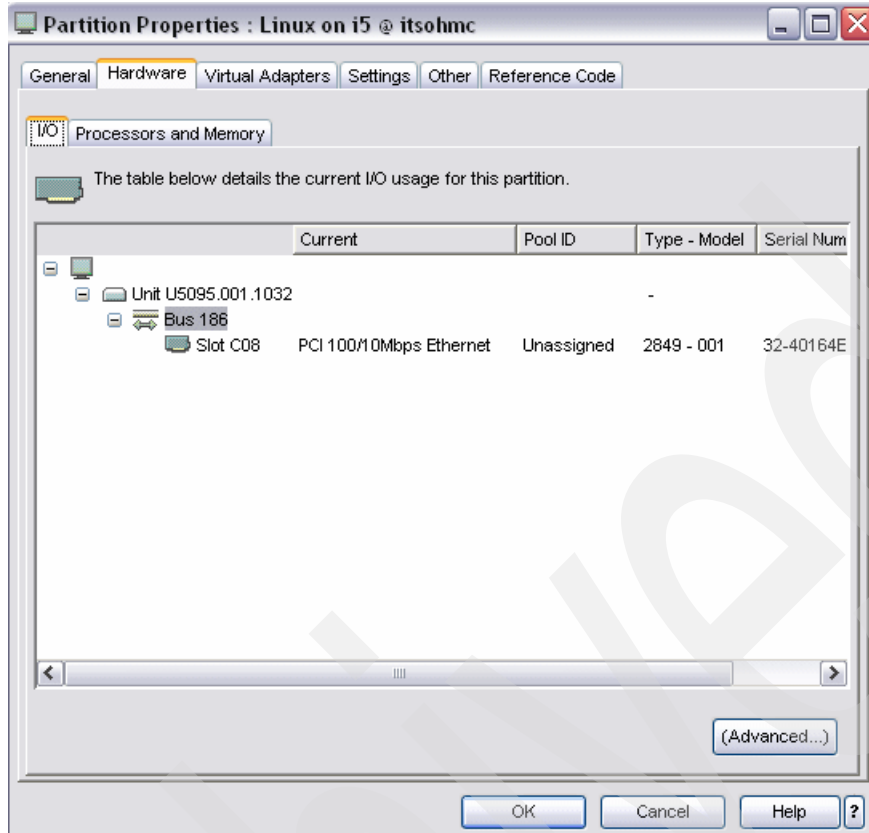 Partition Properties : Linux on i5 @ itsohmc
General Hardware Virtual Adapters Settings Other Reference Code
I/O Processors and Memory
The table below details the current I/O usage for this partition.
Current Pool ID Type - Model Serial Num
Unit U5095.001.1032 -
Bus 186
Slot C08 PCI 100/10Mbps Ethernet Unassigned 2849 - 001 32-40164E
(Advanced...)
OK Cancel Help ?